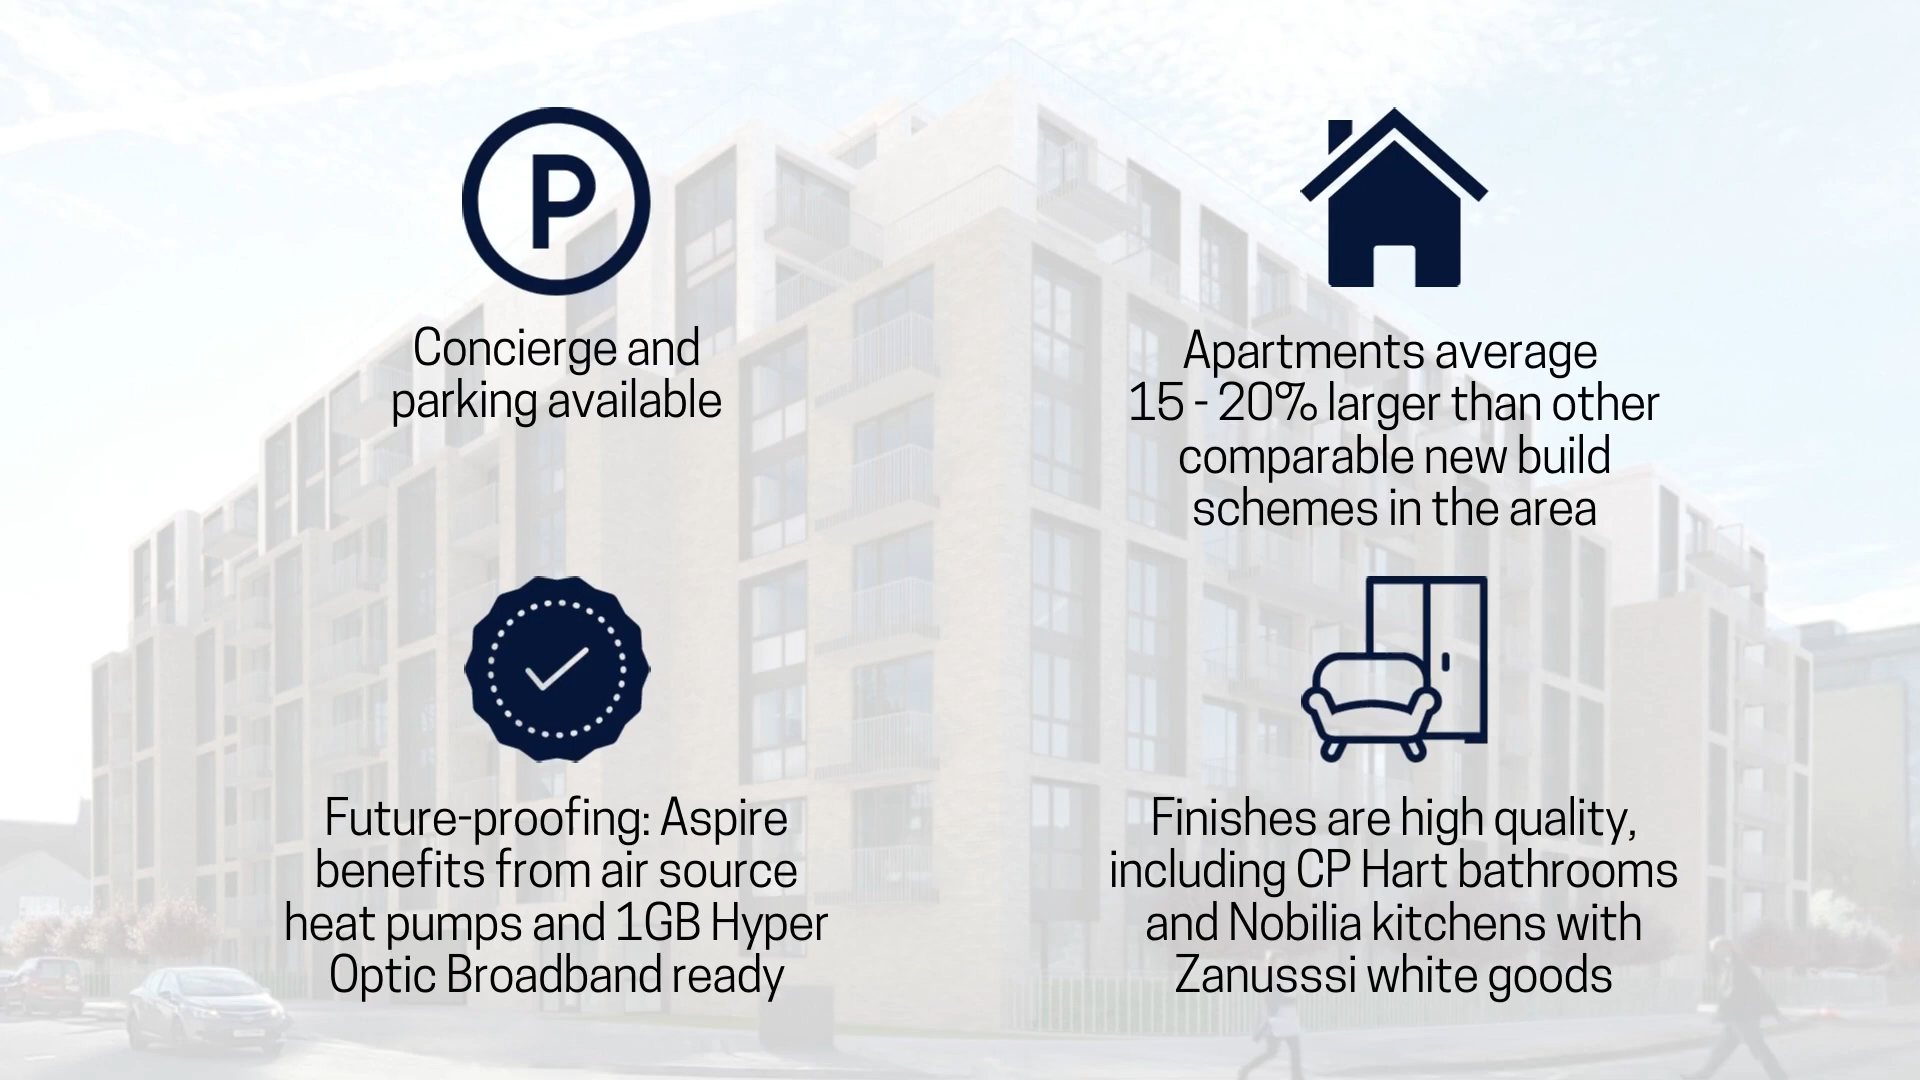 P
Concierge and
parking available
Apartments average
15 - 20% larger than other
comparable new build
schemes in the area
Future-proofing: Aspire
benefits from air source
heat pumps and 1GB Hyper
Optic Broadband ready
Finishes are high quality,
including CP Hart bathrooms
and Nobilia kitchens with
Zanusssi white goods